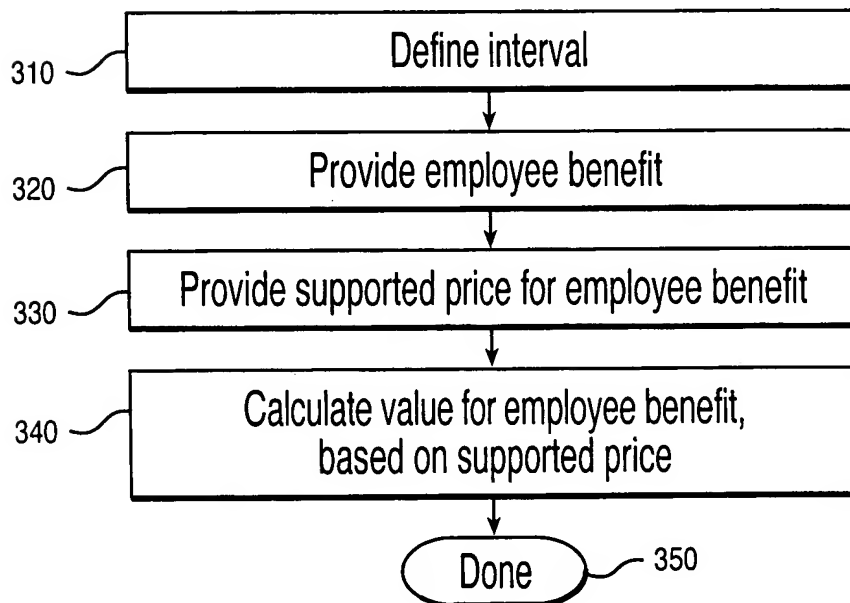 310
Define interval
320
Provide employee benefit
330
Provide supported price for employee benefit
340
Calculate value for employee benefit,
based on supported price
Done
350